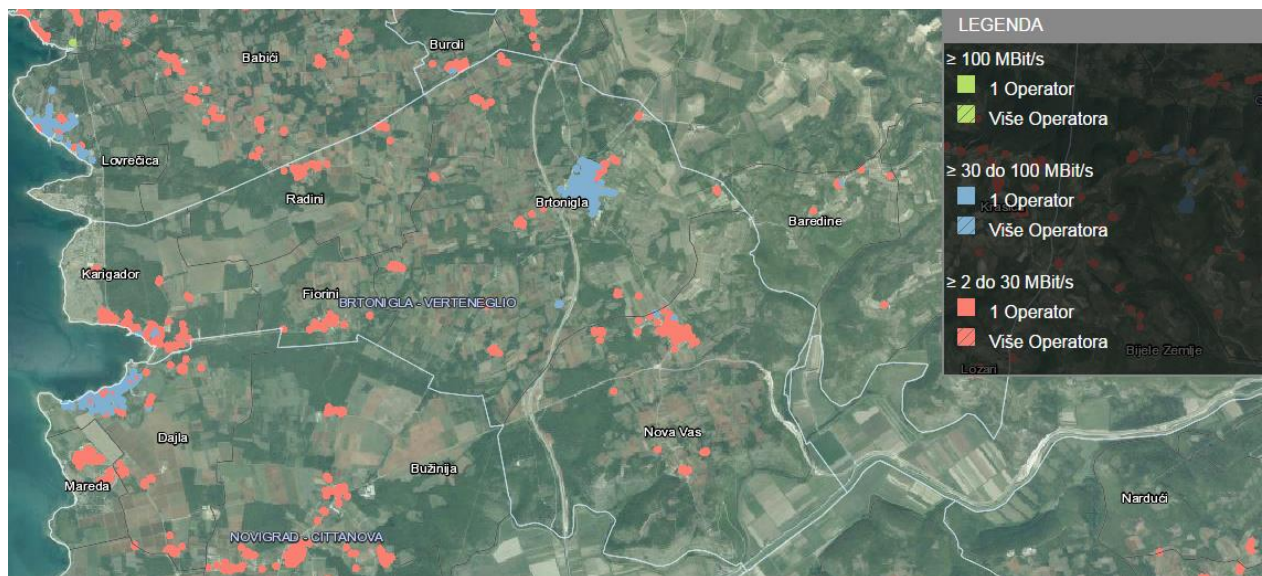 LEGENDA
≥ 100 MBit/s
1 Operator
Više Operatora
≥ 30 do 100 MBit/s
1 Operator
Više Operatora
≥ 2 do 30 MBit/s
1 Operator
Više Operatora
Babići
Buroli
Lovrečica
Radini
Brtonigla
Baredine
Krasica
Karigador
Fiorini
BRTONIGLA - VERTENEGLIO
Bijele Zemlje
Lozari
Dajla
Nova Vas
Bužinija
Mareda
Nardući
NOVIGRAD - CITTANOVA